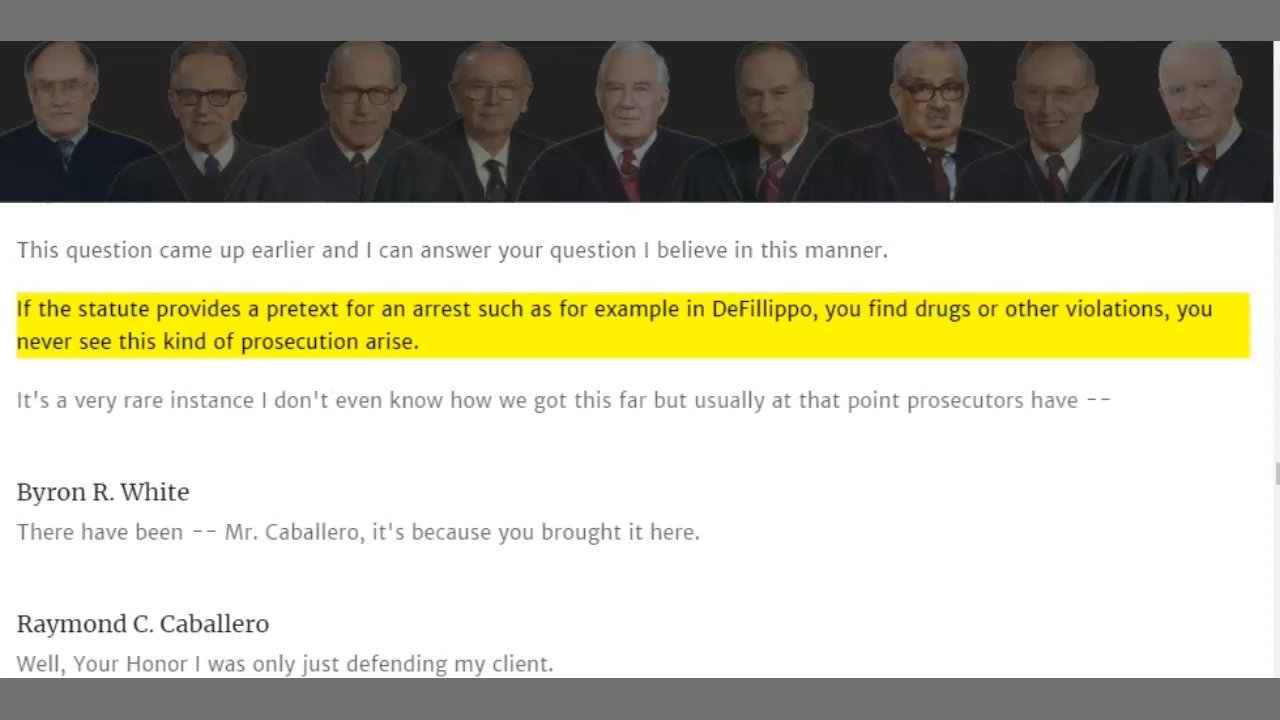 This question came up earlier and I can answer your question I believe in this manner.
If the statute provides a pretext for an arrest such as for example in DeFillippo, you find drugs or other violations, you
never see this kind of prosecution arise.
It's a very rare instance I don't even know how we got this far but usually at that point prosecutors have --
Byron R. White
There have been -- Mr. Caballero, it's because you brought it here.
Raymond C. Caballero
Well, Your Honor I was only just defending my client.